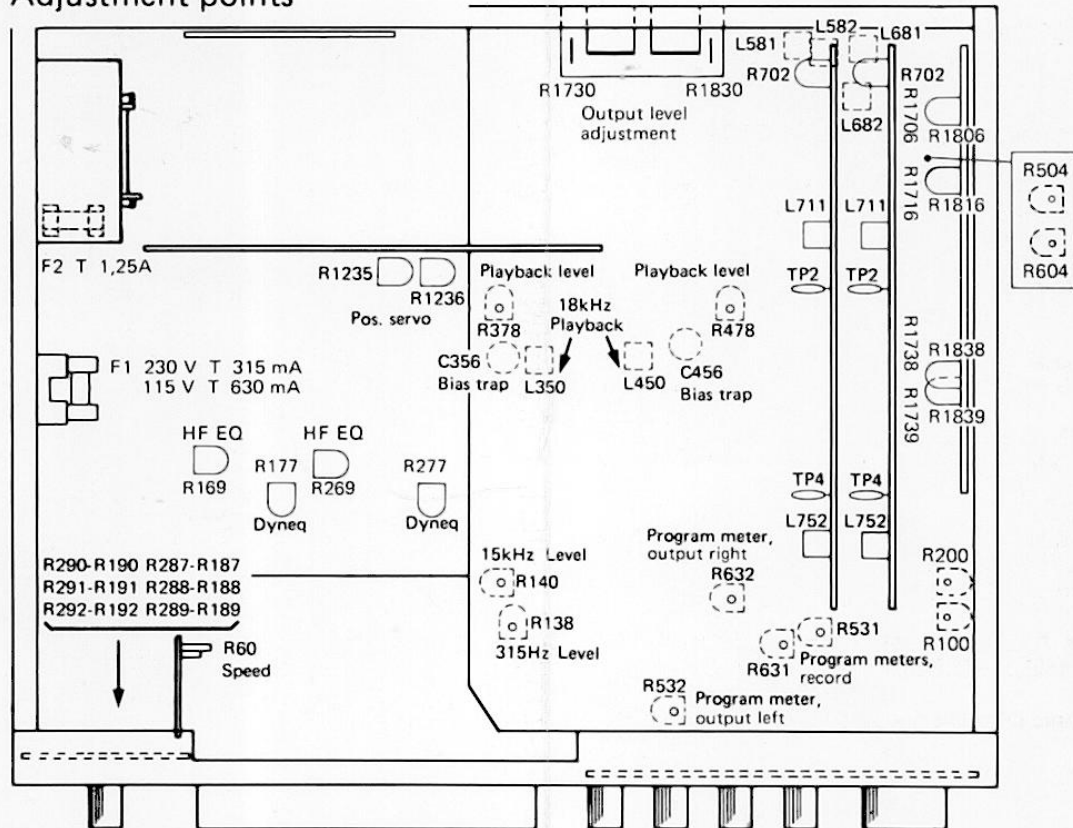 Adjustment points
L582
L581
L681
R702
R702
R1730
R1830
Output level
adjustment
L682
R1706
R1806
R504
R1716
R1816
L711
L711
R604
F2 T 1,25A
R1235
R1236
Pos. servo
Playback level
Playback level
TP2
TP2
R378
18kHz
Playback
R478
C356
Bias trap
L350
L450
C456
Bias trap
R1738
R1838
R1739
R1839
F1 230 V T 315 mA
115 V T 630 mA
HF EQ
HF EQ
R169
R177
R269
R277
Dyneq
Dyneq
TP4
TP4
L752
L752
Program meter,
output right
R632
R200
R100
15kHz Level
R140
R138
315Hz Level
R290-R190 R287-R187
R291-R191 R288-R188
R292-R192 R289-R189
R60
Speed
R531
R631
Program meters,
record
R532
Program meter,
output left